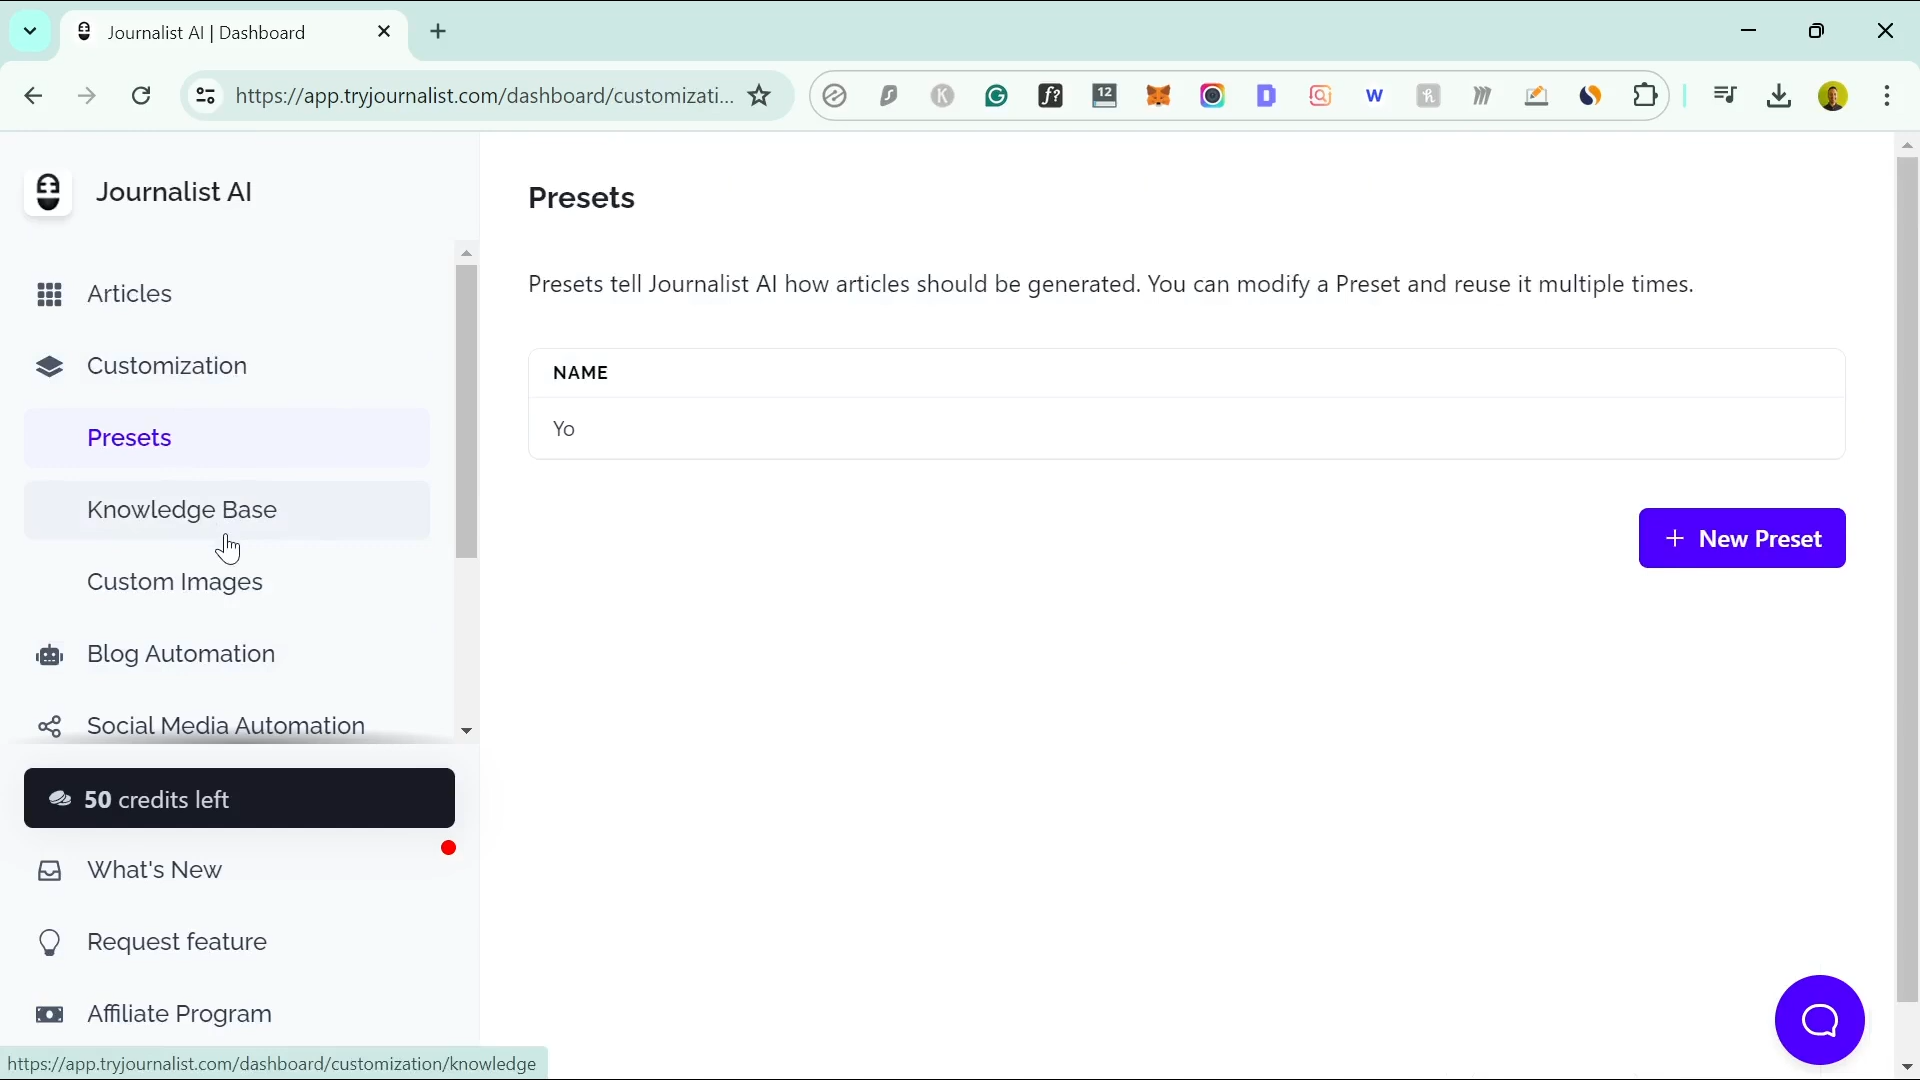 Journalist AI | Dashboard
https://app.tryjournalist.com/dashboard/customizati...
12
Journalist AI
Articles
Customization
Presets
Knowledge Base
Custom Images
Blog Automation
Social Media Automation
50 credits left
What's New
Request feature
Affiliate Program
https://app.tryjournalist.com/dashboard/customization/knowledge
Presets
Presets tell Journalist AI how articles should be generated. You can modify a Preset and reuse it multiple times.
NAME
Yo
+ New Preset